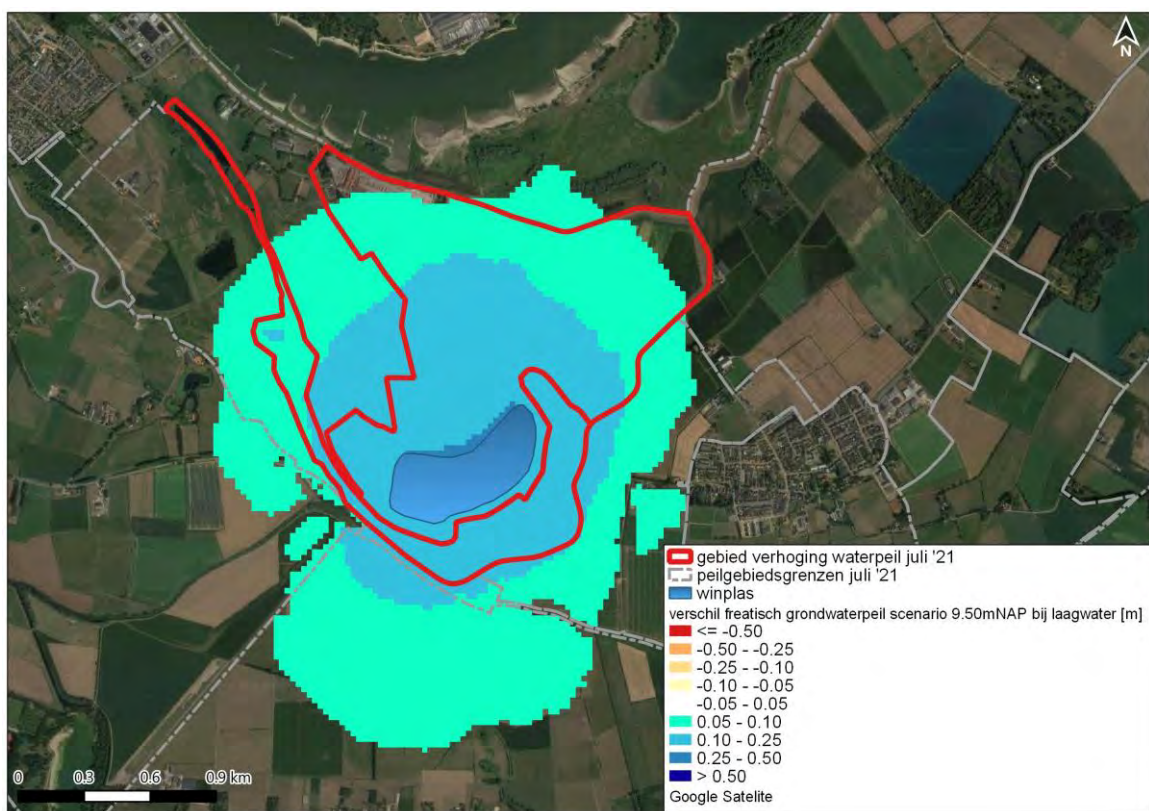 N
gebied verhoging waterpeil juli '21
peilgebiedsgrenzen juli '21
winplas
verschil freatisch grondwaterpeil scenario 9.50mNAP bij laagwater [m]
<= -0.50
-0.50 - -0.25
-0.25 - -0.10
-0.10 - -0.05
-0.05 - 0.05
0.05 - 0.10
0.10 - 0.25
0.25 - 0.50
> 0.50
Google Satelite
0 0.3 0.6 0.9 km